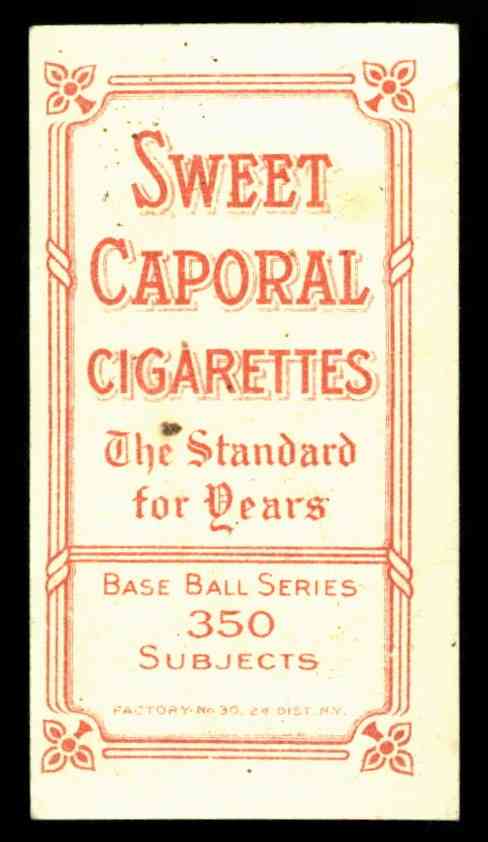 SWEET
CAPORAL
CIGARETTES
The Standard
for Years
BASE BALL SERIES
350
SUBJECTS
FACTORY No 30, 2d DIST. N.Y.